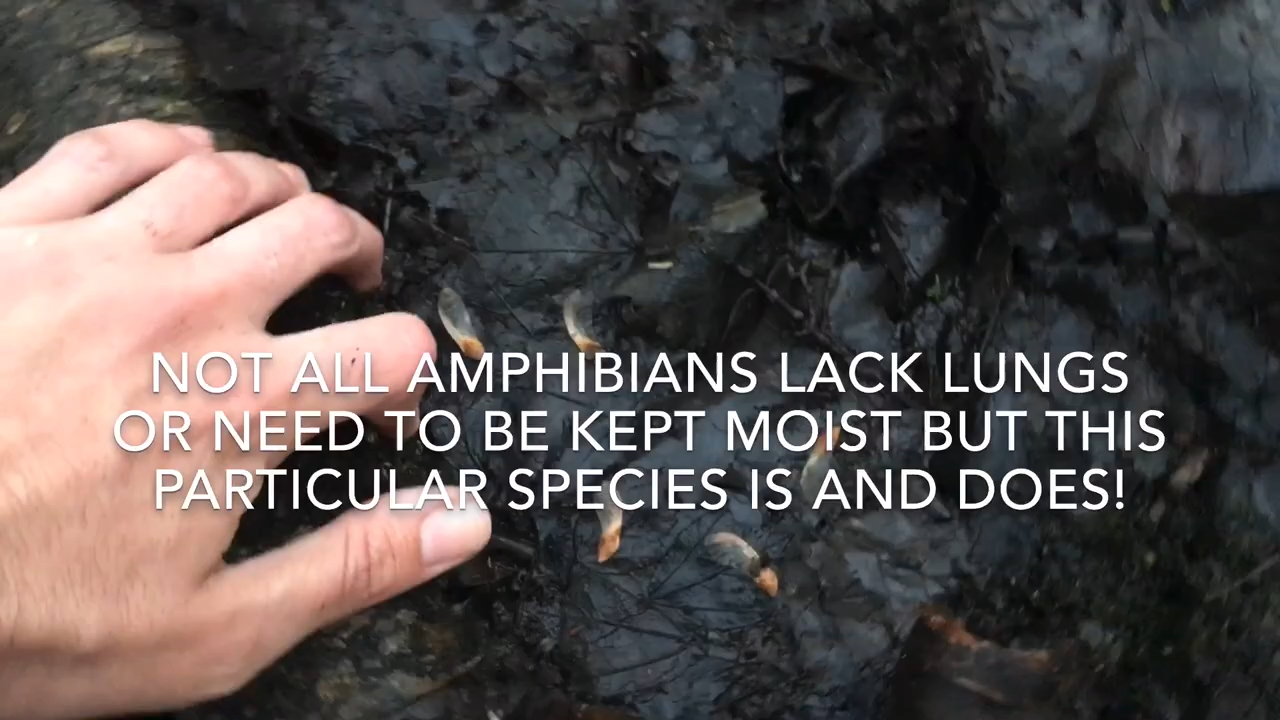 NOT ALL AMPHIBIANS LACK LUNGS
OR NEED TO BE KEPT MOIST BUT THIS
PARTICULAR SPECIES IS AND DOES!